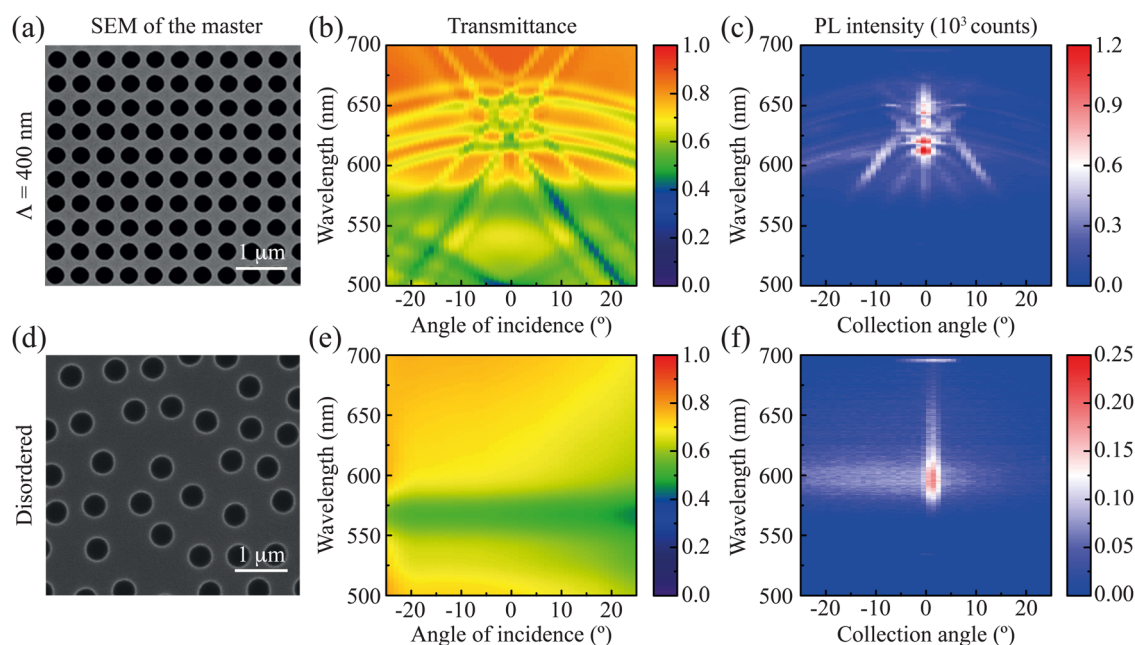 (a) SEM of the master
(b) Transmittance
(c) PL intensity (10³ counts)
Λ = 400 nm
1 μm
Wavelength (nm)
700
650
600
550
500
-20 -10 0 10 20
Angle of incidence (º)
1.0
0.8
0.6
0.4
0.2
0.0
Wavelength (nm)
700
650
600
550
500
-20 -10 0 10 20
Collection angle (º)
1.2
0.9
0.6
0.3
0.0
(d)
(e)
(f)
Disordered
1 μm
Wavelength (nm)
700
650
600
550
500
-20 -10 0 10 20
Angle of incidence (º)
1.0
0.8
0.6
0.4
0.2
0.0
Wavelength (nm)
700
650
600
550
500
-20 -10 0 10 20
Collection angle (º)
0.25
0.20
0.15
0.10
0.05
0.00